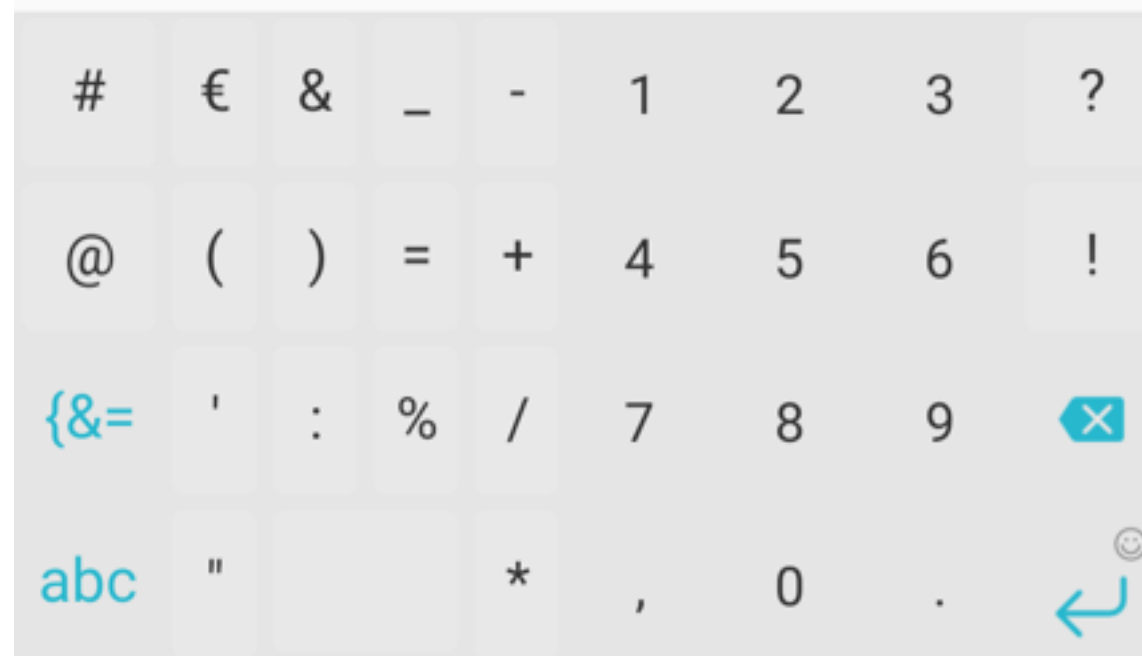 # € & _ - 1 2 3 ?
@ ( ) = + 4 5 6 !
{&= ' : % / 7 8 9
abc " * , 0 .